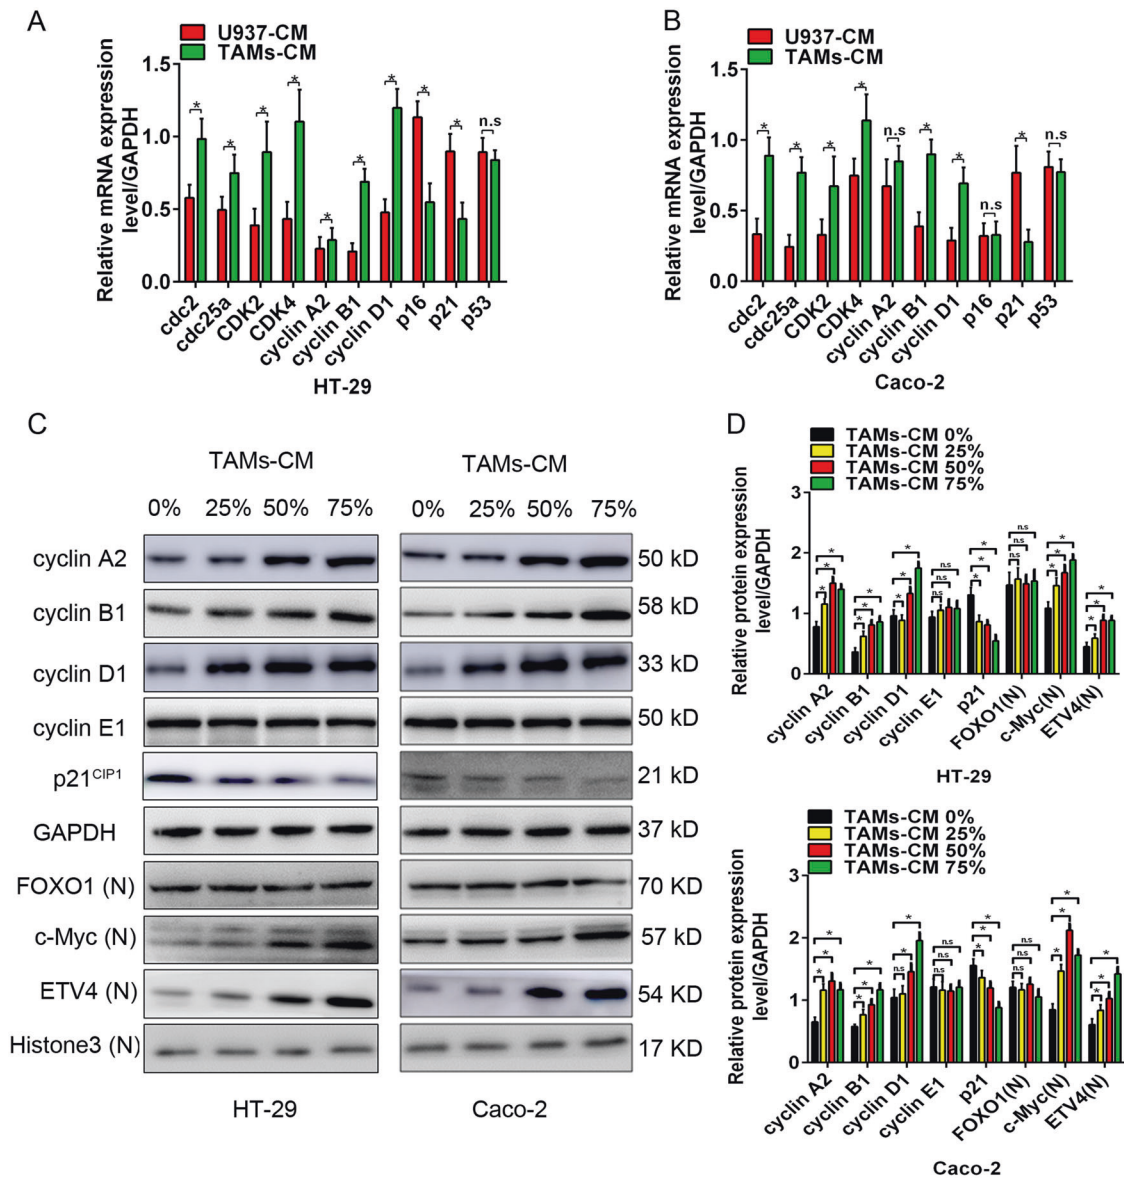 A
U937-CM
TAMs-CM
Relative mRNA expression
level/GAPDH
1.5
1.0
0.5
0.0
* * * * * * * * * n.s
cdc2 cdc25a CDK2 CDK4 cyclin A2 cyclin B1 cyclin D1 p16 p21 p53
HT-29
B
U937-CM
TAMs-CM
Relative mRNA expression
level/GAPDH
1.5
1.0
0.5
0.0
* * * * n.s * * n.s * n.s
cdc2 cdc25a CDK2 CDK4 cyclin A2 cyclin B1 cyclin D1 p16 p21 p53
Caco-2
C
TAMs-CM TAMs-CM
0% 25% 50% 75% 0% 25% 50% 75%
cyclin A2 50 kD
cyclin B1 58 kD
cyclin D1 33 kD
cyclin E1 50 kD
p21CIP1 21 kD
GAPDH 37 kD
FOXO1 (N) 70 KD
c-Myc (N) 57 kD
ETV4 (N) 54 kD
Histone3 (N) 17 KD
HT-29 Caco-2
D
TAMs-CM 0%
TAMs-CM 25%
TAMs-CM 50%
TAMs-CM 75%
Relative protein expression
level/GAPDH
3
2
1
0
* * *
* * *
* * *
n.s n.s n.s
* * *
n.s n.s n.s
* * *
* * *
cyclin A2 cyclin B1 cyclin D1 cyclin E1 p21 FOXO1(N) c-Myc(N) ETV4(N)
HT-29
TAMs-CM 0%
TAMs-CM 25%
TAMs-CM 50%
TAMs-CM 75%
Relative protein expression
level/GAPDH
3
2
1
0
* * *
* * *
n.s * *
n.s n.s n.s
* * *
n.s n.s n.s
* * *
* * *
cyclin A2 cyclin B1 cyclin D1 cyclin E1 p21 FOXO1(N) c-Myc(N) ETV4(N)
Caco-2